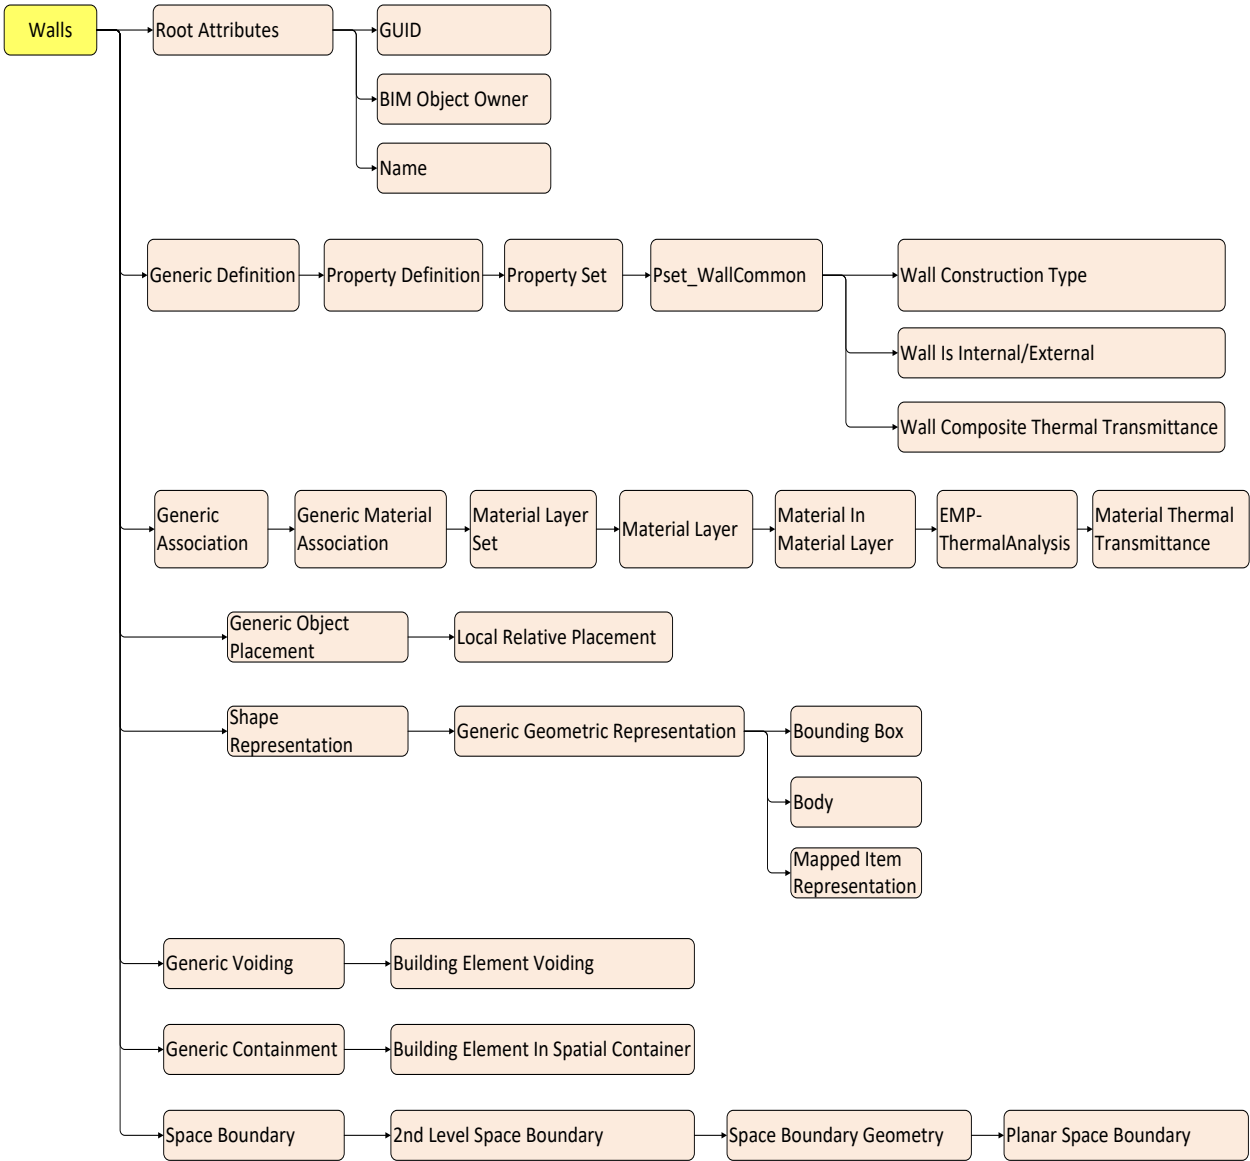 Walls
Root Attributes
GUID
BIM Object Owner
Name
Generic Definition
Property Definition
Property Set
Pset_WallCommon
Wall Construction Type
Wall Is Internal/External
Wall Composite Thermal Transmittance
Generic
Association
Generic Material
Association
Material Layer
Set
Material Layer
Material In
Material Layer
EMP-
ThermalAnalysis
Material Thermal
Transmittance
Generic Object
Placement
Local Relative Placement
Shape
Representation
Generic Geometric Representation
Bounding Box
Body
Mapped Item
Representation
Generic Voiding
Building Element Voiding
Generic Containment
Building Element In Spatial Container
Space Boundary
2nd Level Space Boundary
Space Boundary Geometry
Planar Space Boundary